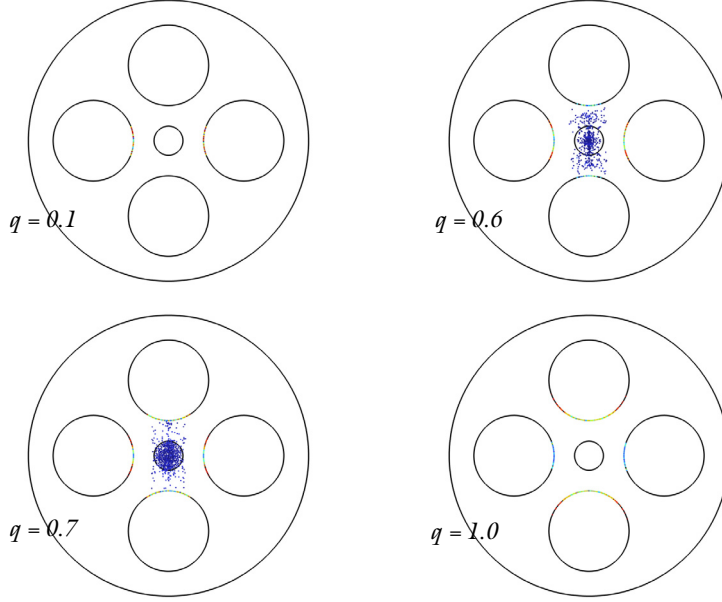 q = 0.1
q = 0.6
q = 0.7
q = 1.0